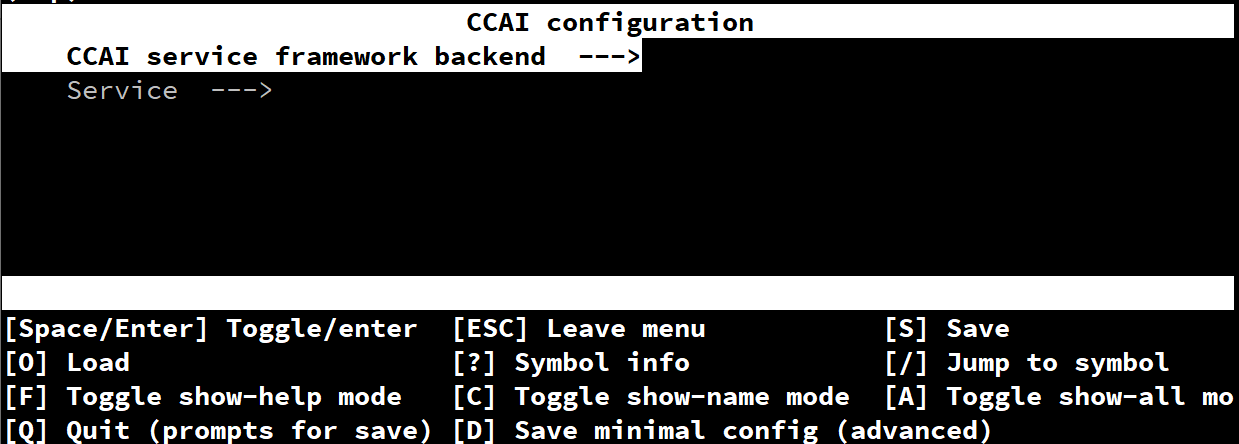 CCAI configuration
CCAI service framework backend --->
Service --->
[Space/Enter] Toggle/enter [ESC] Leave menu [S] Save
[O] Load [?] Symbol info [/] Jump to symbol
[F] Toggle show-help mode [C] Toggle show-name mode [A] Toggle show-all mo
[Q] Quit (prompts for save) [D] Save minimal config (advanced)